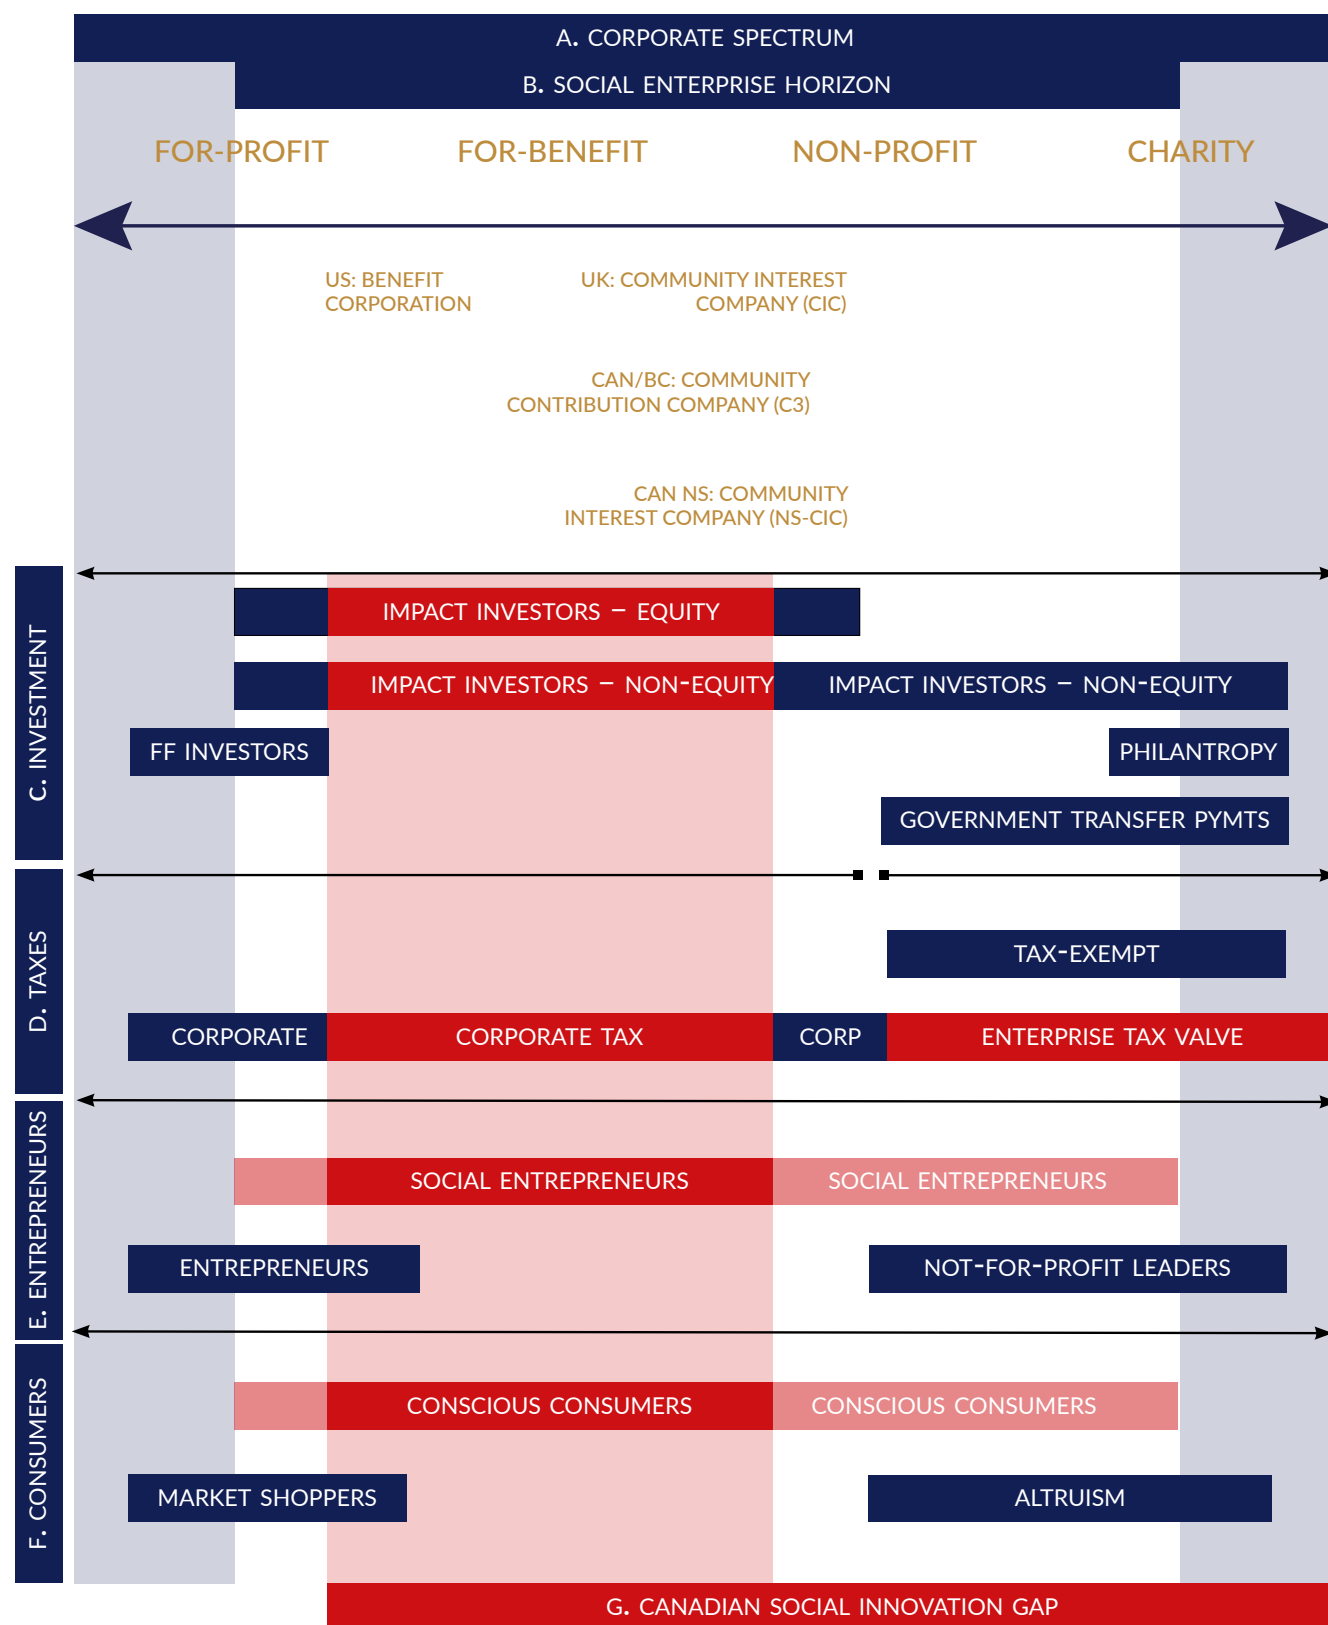 A. CORPORATE SPECTRUM
B. SOCIAL ENTERPRISE HORIZON
FOR-PROFIT FOR-BENEFIT NON-PROFIT CHARITY
US: BENEFIT
CORPORATION
UK: COMMUNITY INTEREST
COMPANY (CIC)
CAN/BC: COMMUNITY
CONTRIBUTION COMPANY (C3)
CAN NS: COMMUNITY
INTEREST COMPANY (NS-CIC)
C. INVESTMENT
IMPACT INVESTORS – EQUITY
IMPACT INVESTORS – NON-EQUITY IMPACT INVESTORS – NON-EQUITY
FF INVESTORS PHILANTROPY
GOVERNMENT TRANSFER PYMTS
D. TAXES
TAX-EXEMPT
CORPORATE CORPORATE TAX CORP ENTERPRISE TAX VALVE
E. ENTREPRENEURS
SOCIAL ENTREPRENEURS SOCIAL ENTREPRENEURS
ENTREPRENEURS NOT-FOR-PROFIT LEADERS
F. CONSUMERS
CONSCIOUS CONSUMERS CONSCIOUS CONSUMERS
MARKET SHOPPERS ALTRUISM
G. CANADIAN SOCIAL INNOVATION GAP